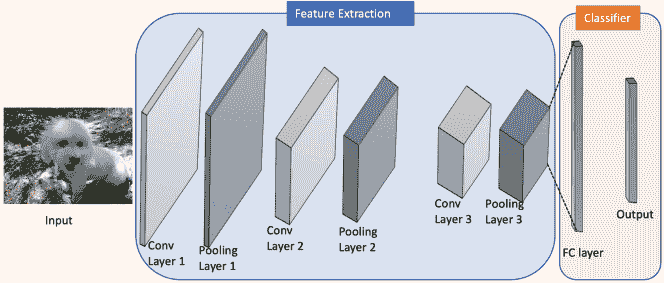 Feature Extraction
Classifier
Input
Conv
Layer 1
Pooling
Layer 1
Conv
Layer 2
Pooling
Layer 2
Conv
Layer 3
Pooling
Layer 3
FC layer
Output